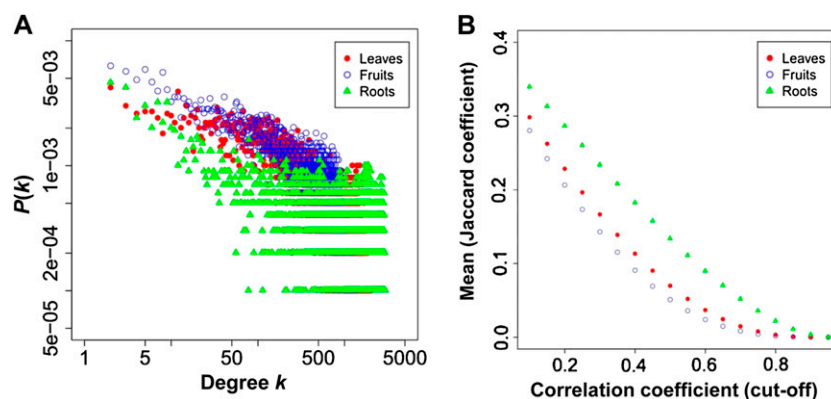 A
P(k)
5e-03
1e-03
2e-04
5e-05
Leaves
Fruits
Roots
1 5 50 500 5000
Degree k
B
Mean (Jaccard coefficient)
0.4
0.3
0.2
0.1
0.0
Leaves
Fruits
Roots
0.2 0.4 0.6 0.8
Correlation coefficient (cut-off)